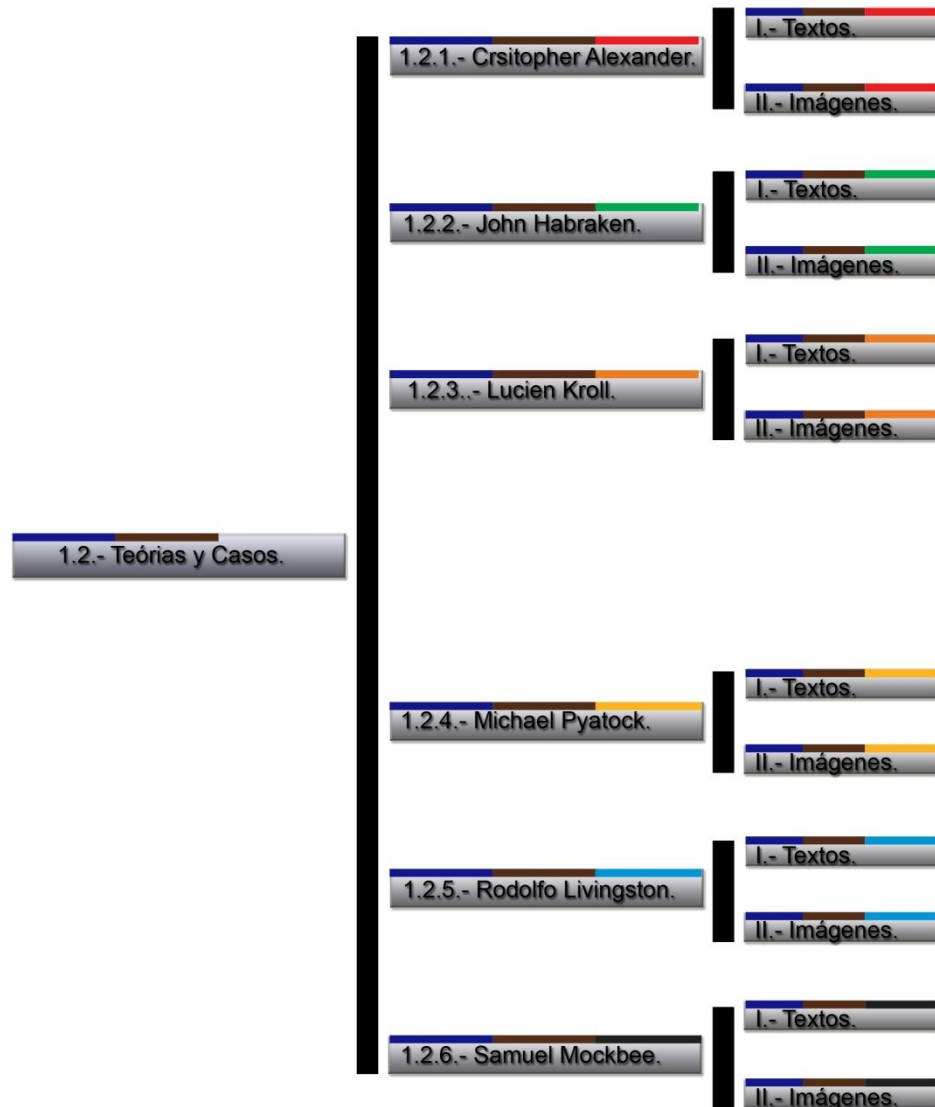 1.2.- Teórias y Casos.
1.2.1.- Crsitopher Alexander.
I.- Textos.
II.- Imágenes.
1.2.2.- John Habraken.
I.- Textos.
II.- Imágenes.
1.2.3..- Lucien Kroll.
I.- Textos.
II.- Imágenes.
1.2.4.- Michael Pyatock.
I.- Textos.
II.- Imágenes.
1.2.5.- Rodolfo Livingston.
I.- Textos.
II.- Imágenes.
1.2.6.- Samuel Mockbee.
I.- Textos.
II.- Imágenes.